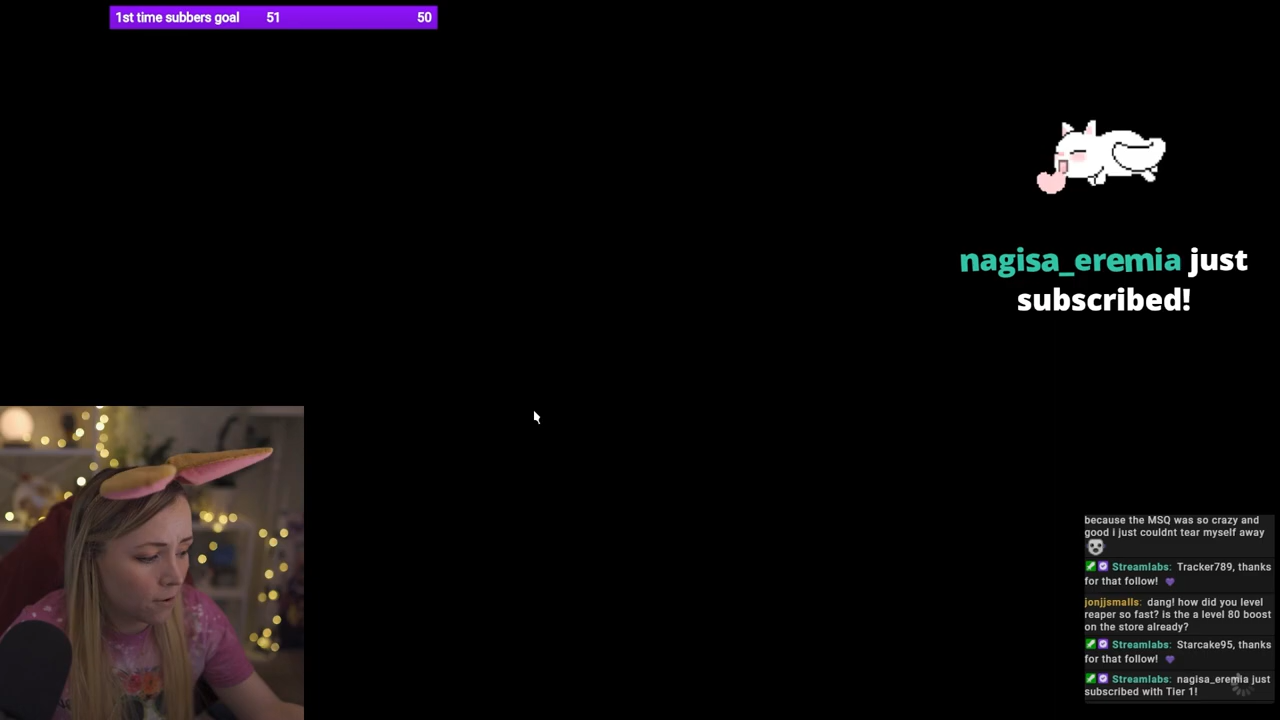 1st time subbers goal 51 50
nagisa_eremia just
subscribed!
because the MSQ was so crazy and
good i just couldnt tear myself away
Streamlabs: Tracker789, thanks
for that follow!
jonjjsmalls: dang! how did you level
reaper so fast? is the a level 80 boost
on the store already?
Streamlabs: Starcake95, thanks
for that follow!
Streamlabs: nagisa_eremia just
subscribed with Tier 1!